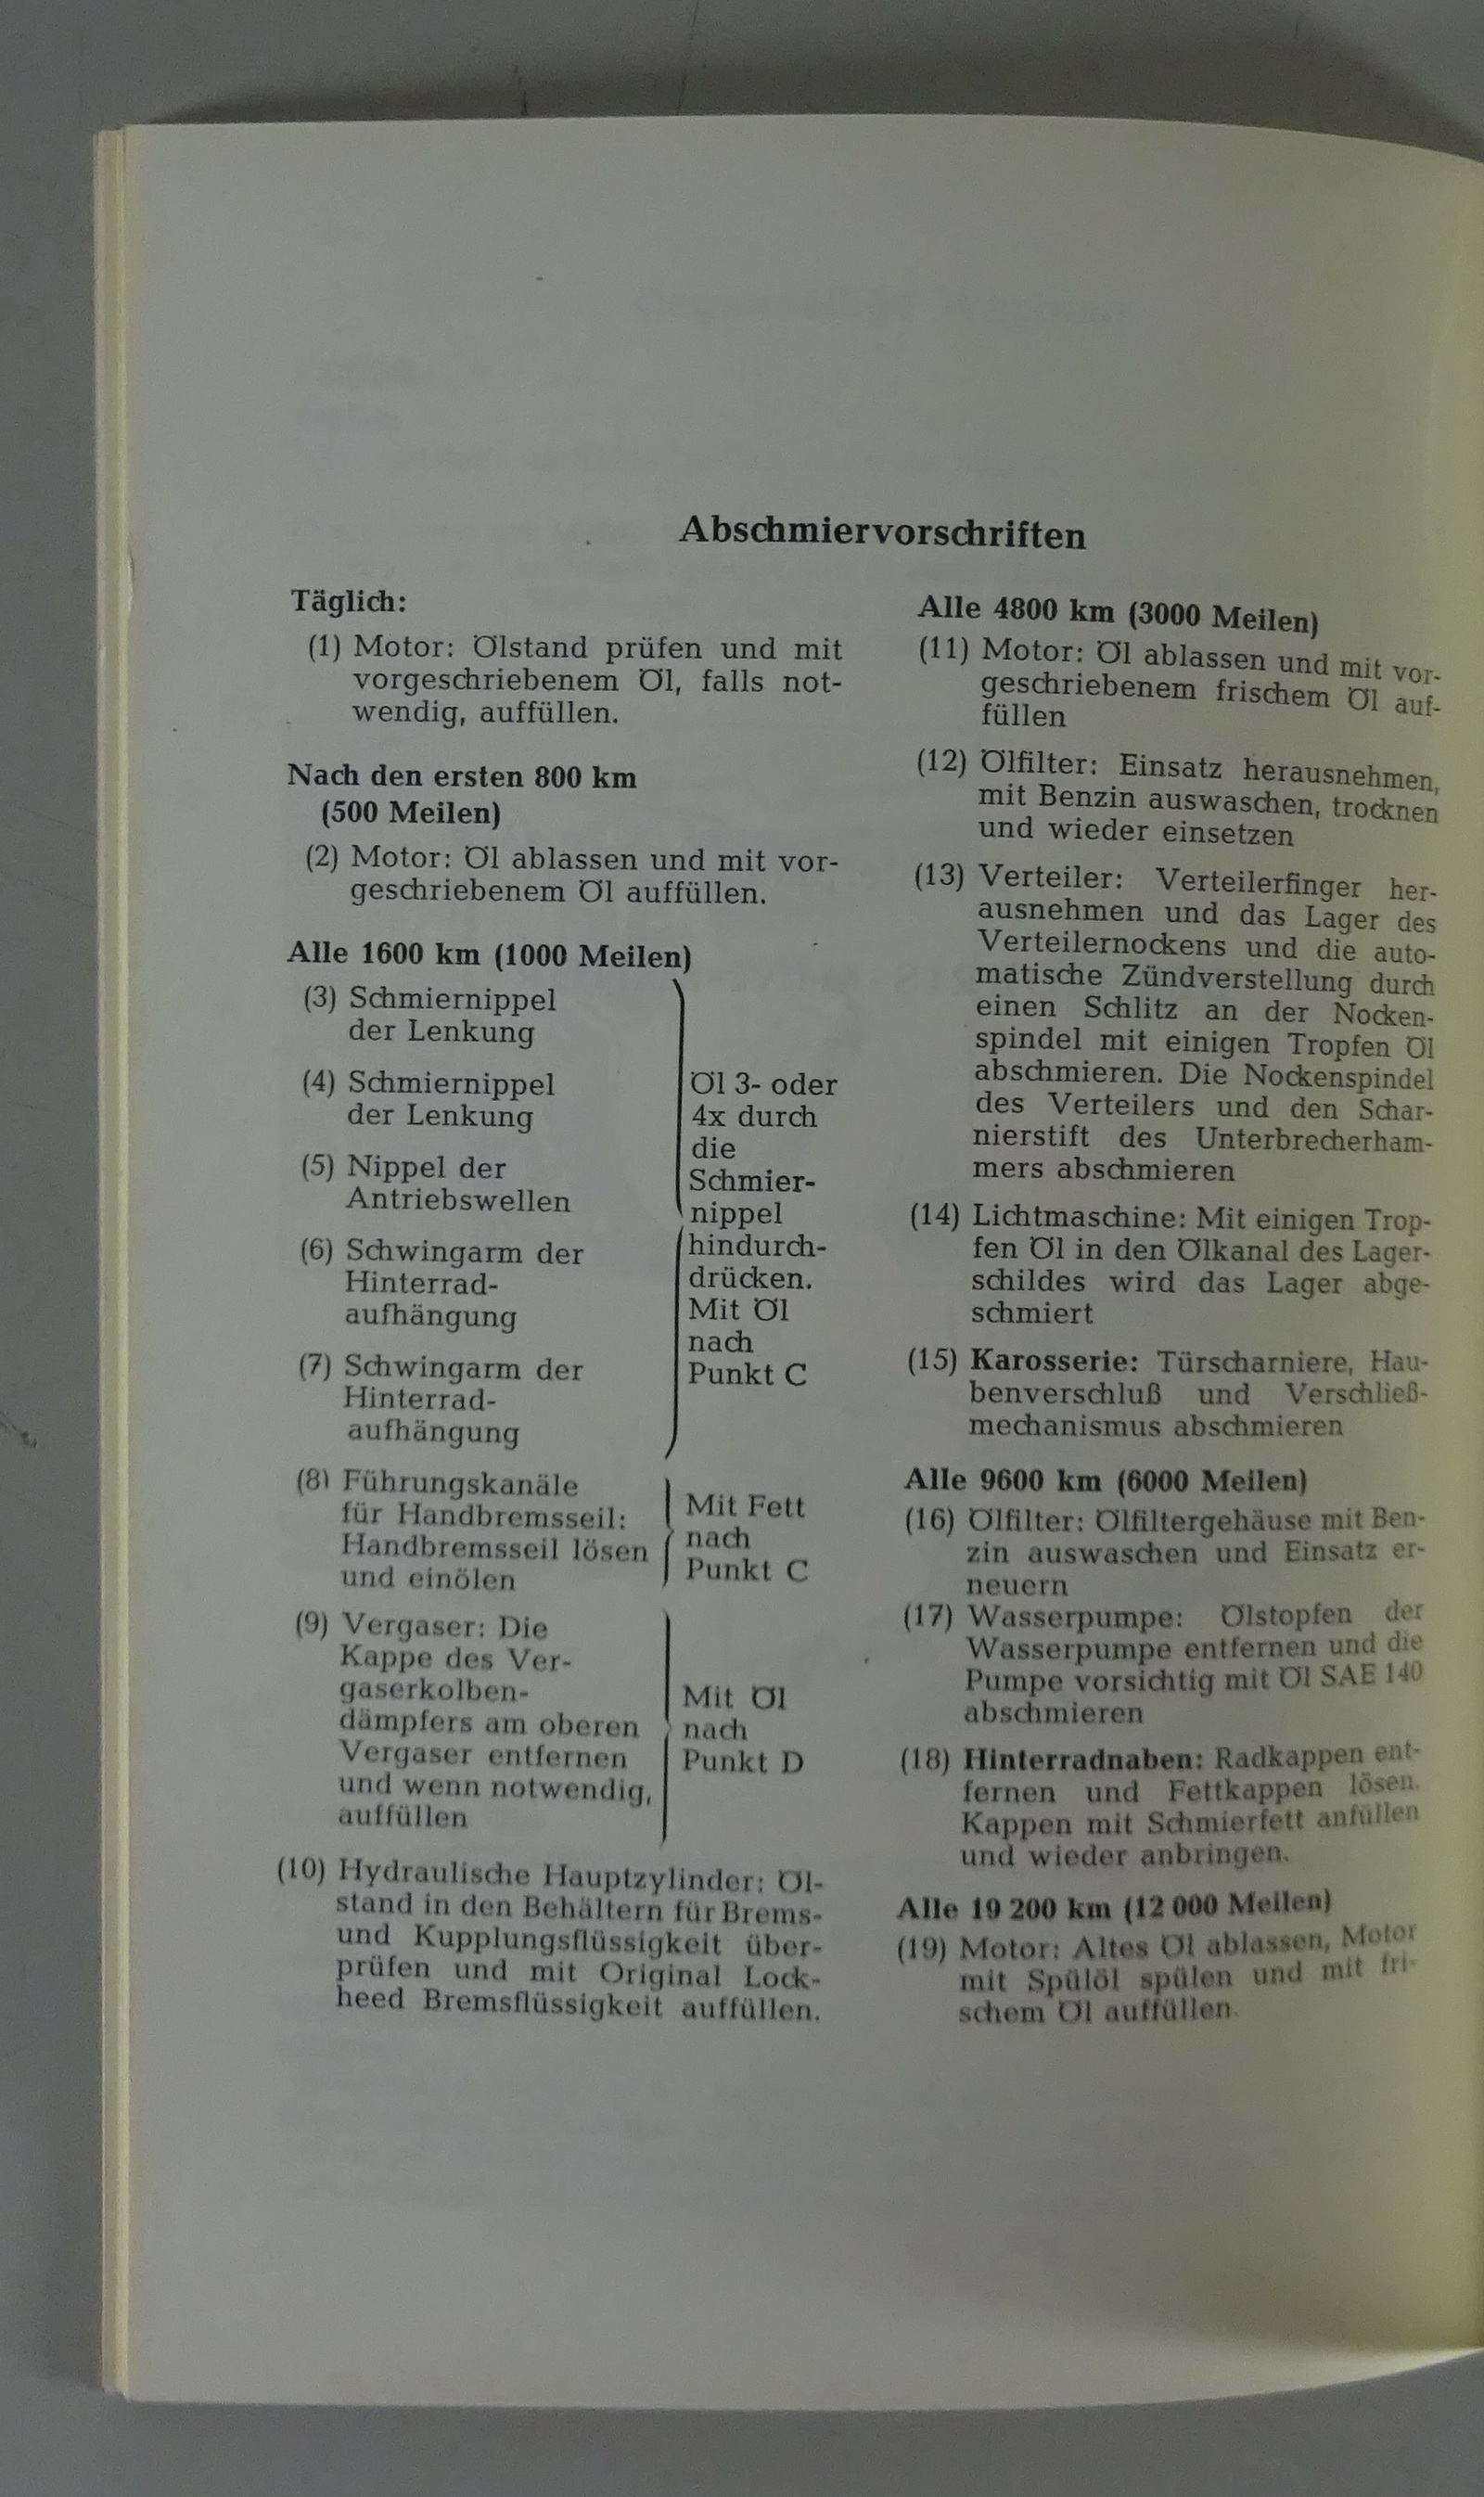 Abschmiervorschriften
Täglich:
(1) Motor: Ölstand prüfen und mit
vorgeschriebenem Öl, falls not-
wendig, auffüllen.
Nach den ersten 800 km
(500 Meilen)
(2) Motor: Öl ablassen und mit vor-
geschriebenem Öl auffüllen.
Alle 1600 km (1000 Meilen)
(3) Schmiernippel
der Lenkung
(4) Schmiernippel
der Lenkung
(5) Nippel der
Antriebswellen
(6) Schwingarm der
Hinterrad-
aufhängung
(7) Schwingarm der
Hinterrad-
aufhängung
Öl 3- oder
4x durch
die
Schmier-
nippel
hindurch-
drücken.
Mit Öl
nach
Punkt C
(8) Führungskanäle
für Handbremsseil:
Handbremsseil lösen
und einölen
Mit Fett
nach
Punkt C
(9) Vergaser: Die
Kappe des Ver-
gaserkolben-
dämpfers am oberen
Vergaser entfernen
und wenn notwendig,
auffüllen
Mit Öl
nach
Punkt D
(10) Hydraulische Hauptzylinder: Öl-
stand in den Behältern für Brems-
und Kupplungsflüssigkeit über-
prüfen und mit Original Lock-
heed Bremsflüssigkeit auffüllen.
Alle 4800 km (3000 Meilen)
(11) Motor: Öl ablassen und mit vor-
geschriebenem frischem Öl auf-
füllen
(12) Ölfilter: Einsatz herausnehmen,
mit Benzin auswaschen, trocknen
und wieder einsetzen
(13) Verteiler: Verteilerfinger her-
ausnehmen und das Lager des
Verteilernockens und die auto-
matische Zündverstellung durch
einen Schlitz an der Nocken-
spindel mit einigen Tropfen Öl
abschmieren. Die Nockenspindel
des Verteilers und den Schar-
nierstift des Unterbrecherham-
mers abschmieren
(14) Lichtmaschine: Mit einigen Trop-
fen Öl in den Ölkanal des Lager-
schildes wird das Lager abge-
schmiert
(15) Karosserie: Türscharniere, Hau-
benverschluß und Verschließ-
mechanismus abschmieren
Alle 9600 km (6000 Meilen)
(16) Ölfilter: Ölfiltergehäuse mit Ben-
zin auswaschen und Einsatz er-
neuern
(17) Wasserpumpe: Ölstopfen der
Wasserpumpe entfernen und die
Pumpe vorsichtig mit Öl SAE 140
abschmieren
(18) Hinterradnaben: Radkappen ent-
fernen und Fettkappen lösen.
Kappen mit Schmierfett anfüllen
und wieder anbringen.
Alle 19 200 km (12 000 Meilen)
(19) Motor: Altes Öl ablassen, Motor
mit Spülöl spülen und mit fri-
schem Öl auffüllen.